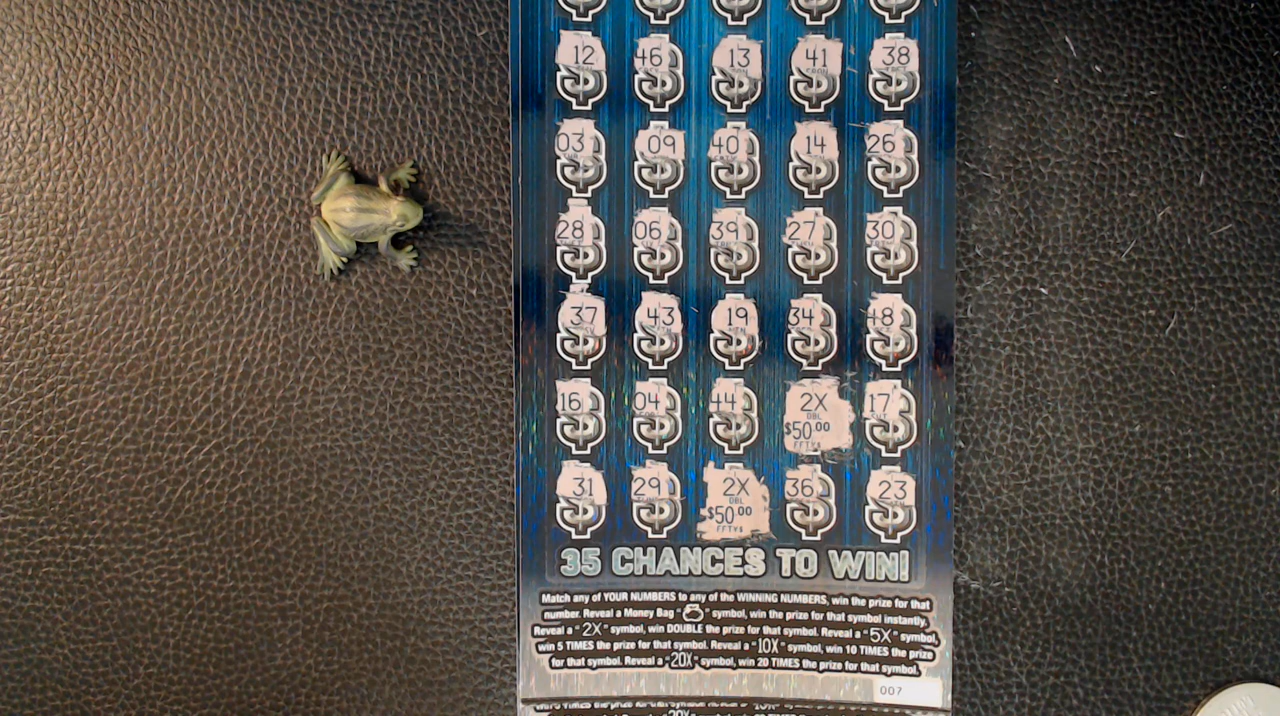 12 46 13 41 38
03 09 40 14 26
28 06 39 27 30
37 43 19 34 48
16 04 44 2X 17
DBL
$50.00
FFTY$
31 29 2X 36 23
DBL
$50.00
FFTY$
35 CHANCES TO WIN!
Match any of YOUR NUMBERS to any of the WINNING NUMBERS, win the prize for that
number. Reveal a Money Bag " " symbol, win the prize for that symbol instantly.
Reveal a "2X" symbol, win DOUBLE the prize for that symbol. Reveal a "5X" symbol,
win 5 TIMES the prize for that symbol. Reveal a "10X" symbol, win 10 TIMES the prize
for that symbol. Reveal a "20X" symbol, win 20 TIMES the prize for that symbol.
007